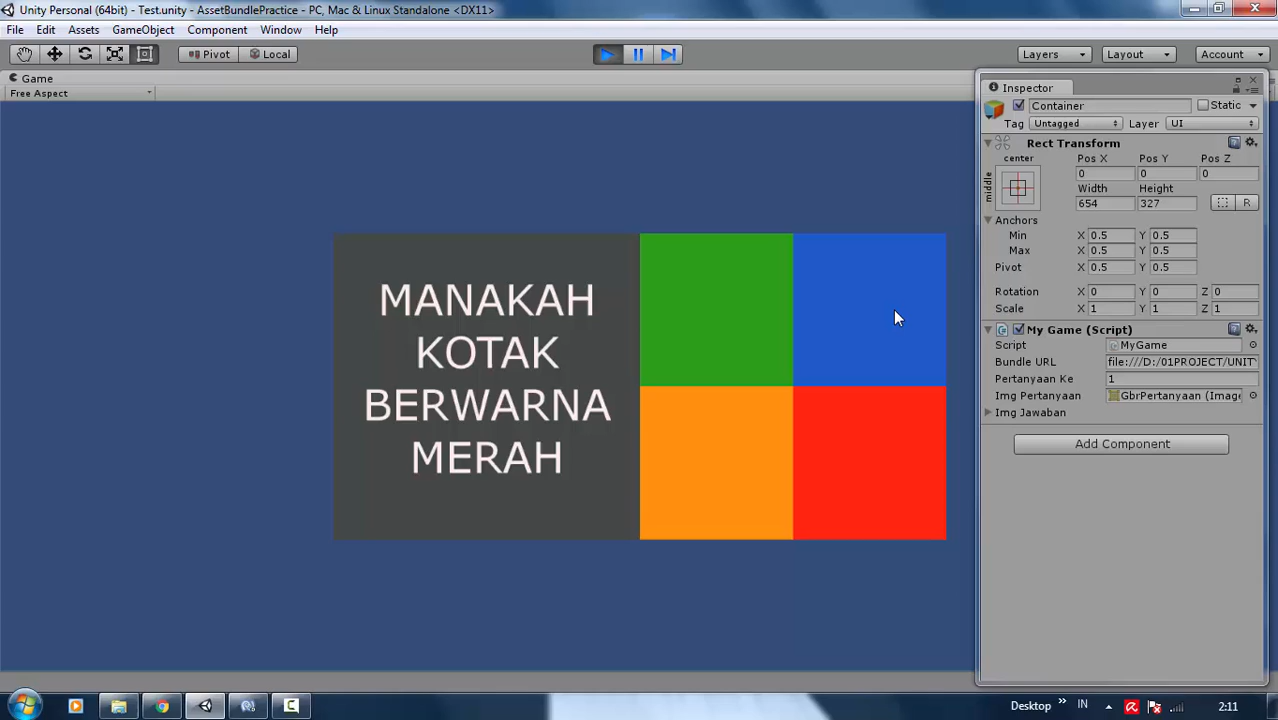 Unity Personal (64bit) - Test.unity - AssetBundlePractice - PC, Mac & Linux Standalone <DX11>
File Edit Assets GameObject Component Window Help
Pivot Local Layers Layout Account
Game
Free Aspect
MANAKAH
KOTAK
BERWARNA
MERAH
Inspector
Container Static
Tag Untagged Layer UI
Rect Transform
center
middle
Pos X Pos Y Pos Z
0 0 0
Width Height
654 327
R
Anchors
Min X 0.5 Y 0.5
Max X 0.5 Y 0.5
Pivot X 0.5 Y 0.5
Rotation X 0 Y 0 Z 0
Scale X 1 Y 1 Z 1
My Game (Script)
Script MyGame
Bundle URL file:///D:/01PROJECT/UNIT
Pertanyaan Ke 1
Img Pertanyaan GbrPertanyaan (Image
Img Jawaban
Add Component
Desktop » IN 2:11